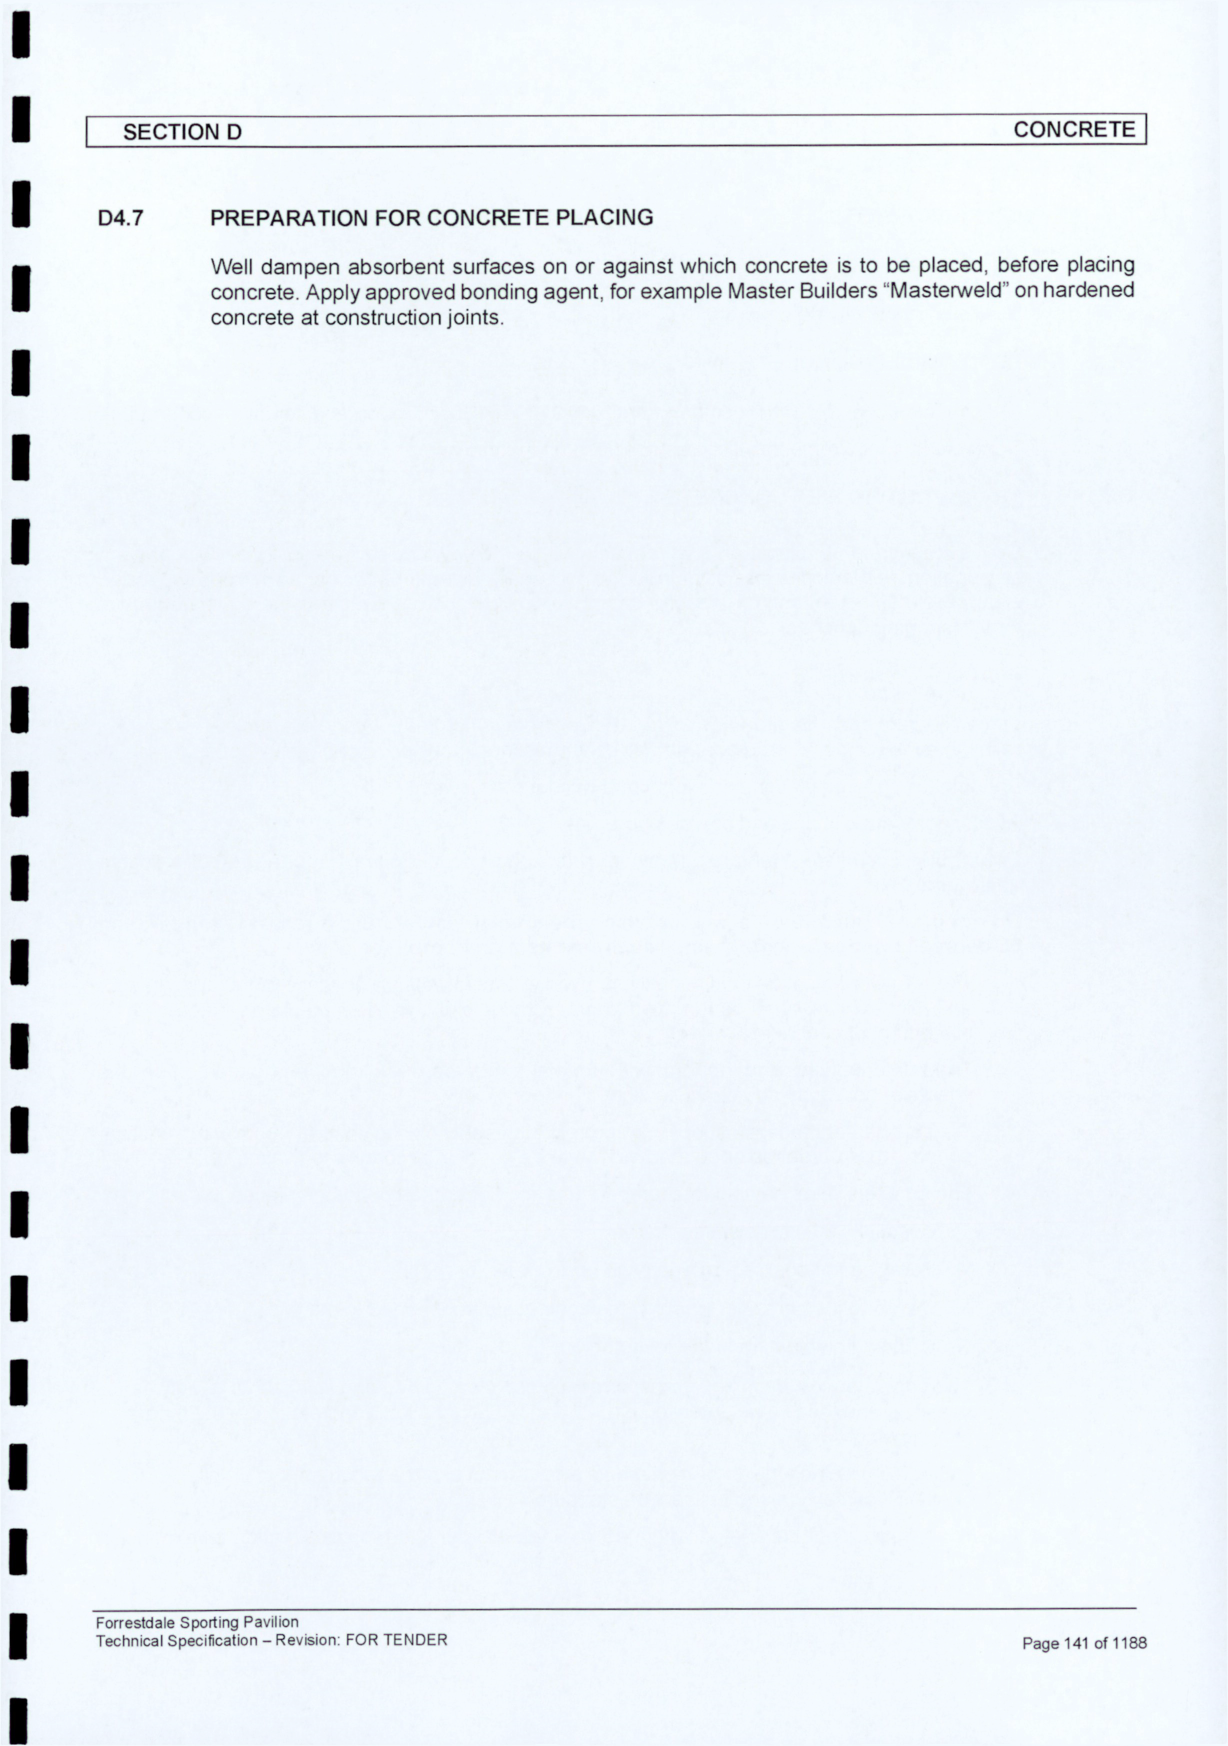 SECTION D CONCRETE
D4.7 PREPARATION FOR CONCRETE PLACING
Well dampen absorbent surfaces on or against which concrete is to be placed, before placing
concrete. Apply approved bonding agent, for example Master Builders “Masterweld” on hardened
concrete at construction joints.
Forrestdale Sporting Pavilion
Technical Specification – Revision: FOR TENDER
Page 141 of 1188